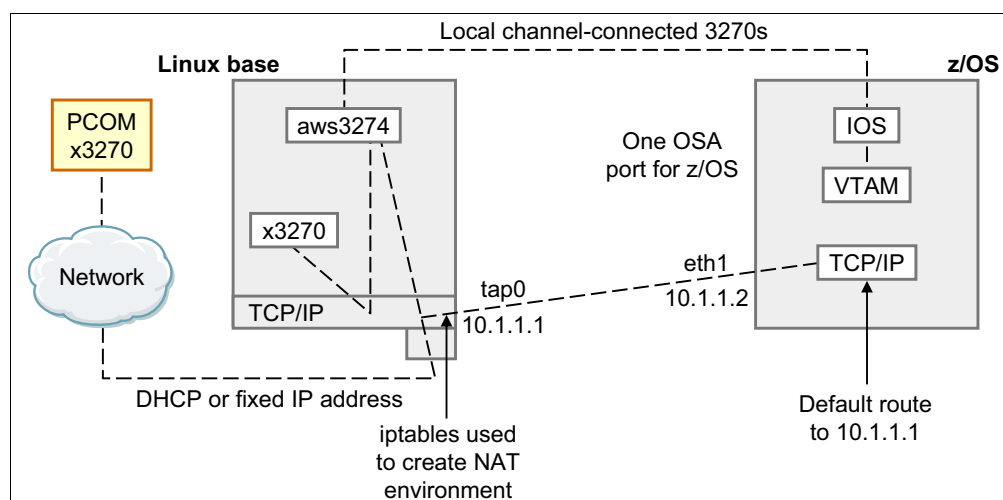 Local channel-connected 3270s
Linux base
z/OS
PCOM
x3270
aws3274
One OSA
port for z/OS
IOS
VTAM
x3270
Network
TCP/IP
eth1
tap0
10.1.1.2
TCP/IP
10.1.1.1
DHCP or fixed IP address
iptables used
to create NAT
environment
Default route
to 10.1.1.1